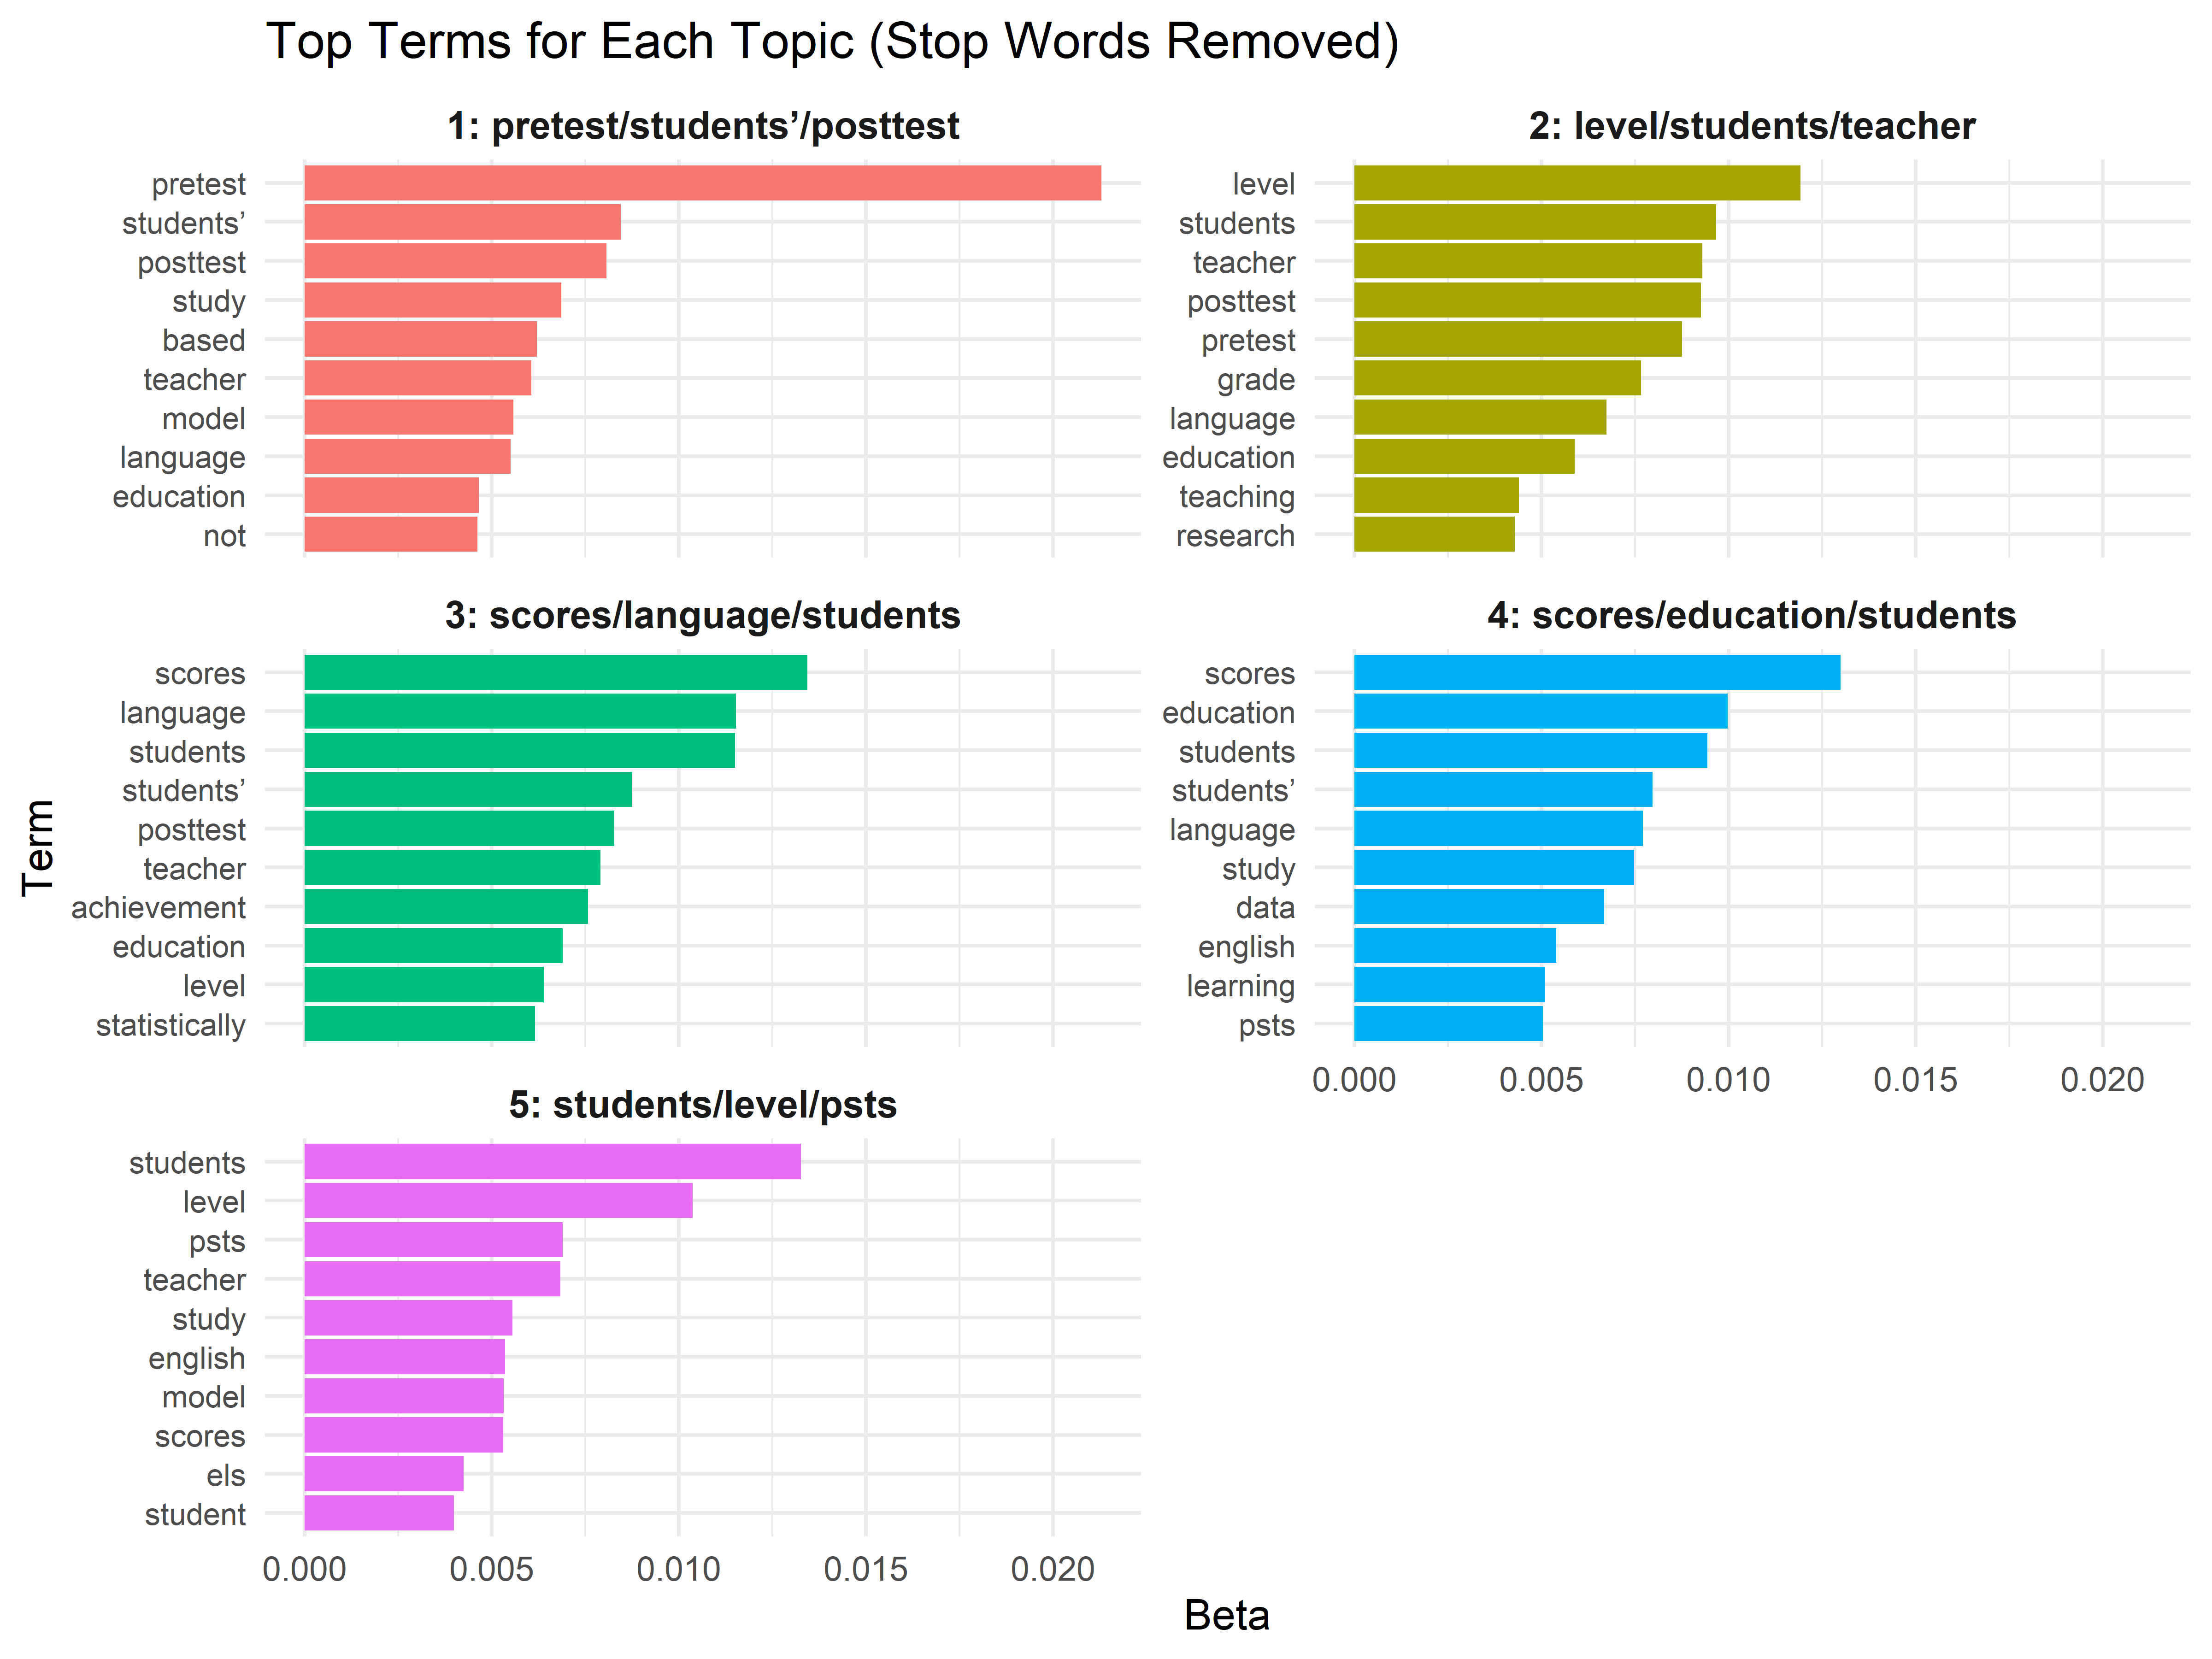 Top Terms for Each Topic (Stop Words Removed)
1: pretest/students’/posttest
pretest
students’
posttest
study
based
teacher
model
language
education
not
2: level/students/teacher
level
students
teacher
posttest
pretest
grade
language
education
teaching
research
3: scores/language/students
scores
language
students
students’
posttest
teacher
achievement
education
level
statistically
4: scores/education/students
scores
education
students
students’
language
study
data
english
learning
psts
0.000 0.005 0.010 0.015 0.020
5: students/level/psts
students
level
psts
teacher
study
english
model
scores
els
student
0.000 0.005 0.010 0.015 0.020
Term
Beta